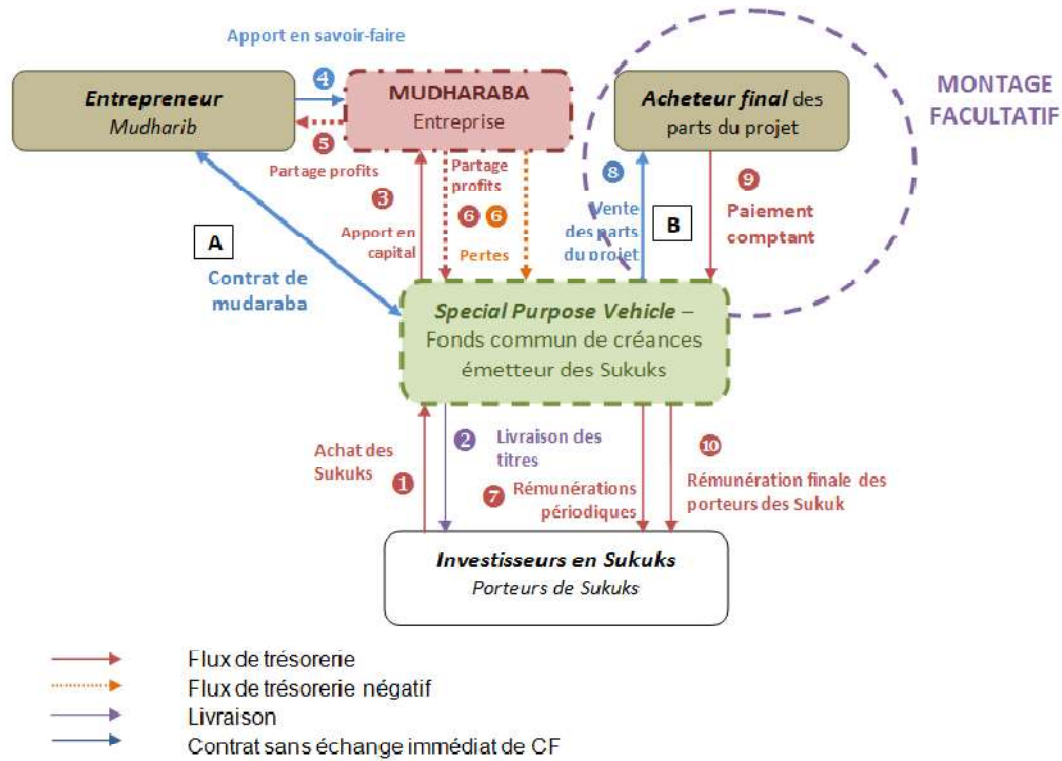 Apport en savoir-faire
4
Entrepreneur
Mudharib
MUDHARABA
Entreprise
Acheteur final des
parts du projet
MONTAGE
FACULTATIF
5
Partage profits
3
Apport en
capital
Partage
profits
6 6
Pertes
8
Vente
des parts
du projet
B
9
Paiement
comptant
A
Contrat de
mudaraba
Special Purpose Vehicle –
Fonds commun de créances
émetteur des Sukuks
Achat des
Sukuks
1
2
Livraison des
titres
7
Rémunérations
périodiques
10
Rémunération finale des
porteurs des Sukuk
Investisseurs en Sukuks
Porteurs de Sukuks
Flux de trésorerie
Flux de trésorerie négatif
Livraison
Contrat sans échange immédiat de CF